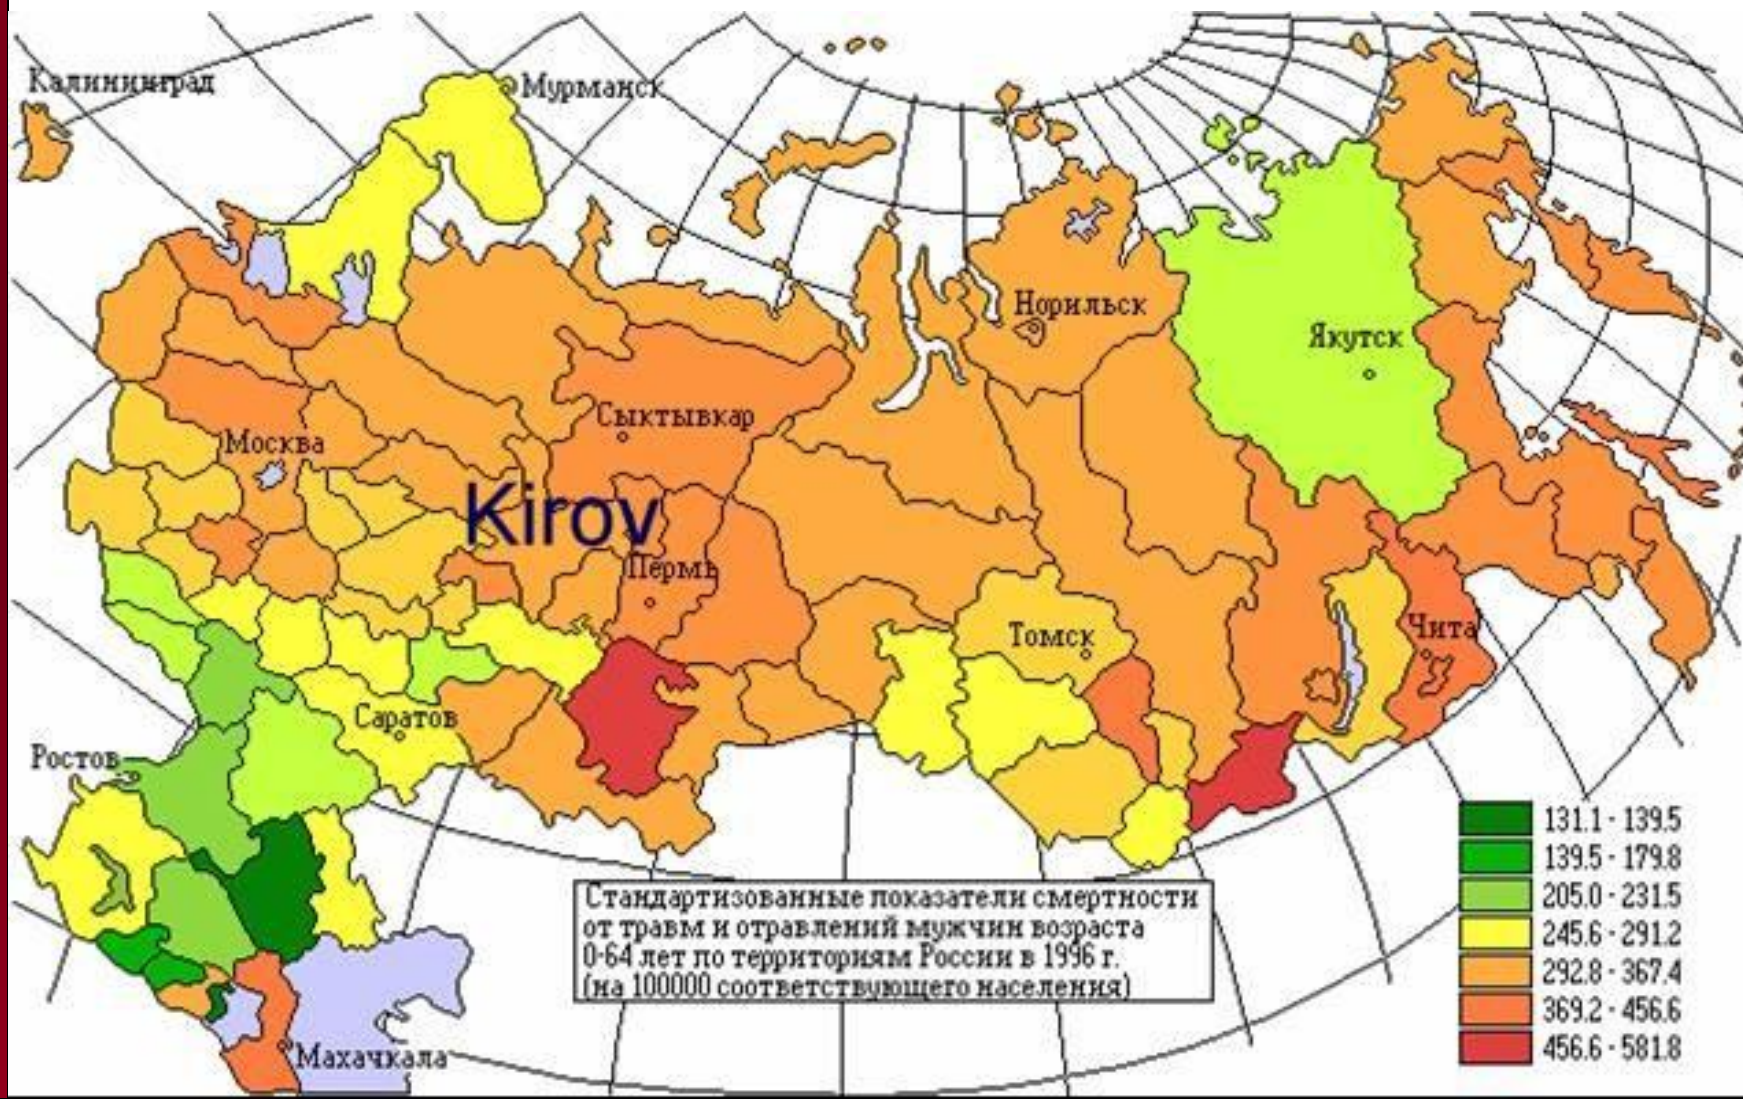 Калининград
Мурманск
Норильск
Якутск
Сыктывкар
Москва
Kirov
Пермь
Томск
Чита
Саратов
Ростов
Махачкала
131.1 - 139.5
139.5 - 179.8
205.0 - 231.5
245.6 - 291.2
292.8 - 367.4
369.2 - 456.6
456.6 - 581.8
Стандартизованные показатели смертности
от травм и отравлений мужчин возраста
0-64 лет по территориям России в 1996 г.
(на 100000 соответствующего населения)